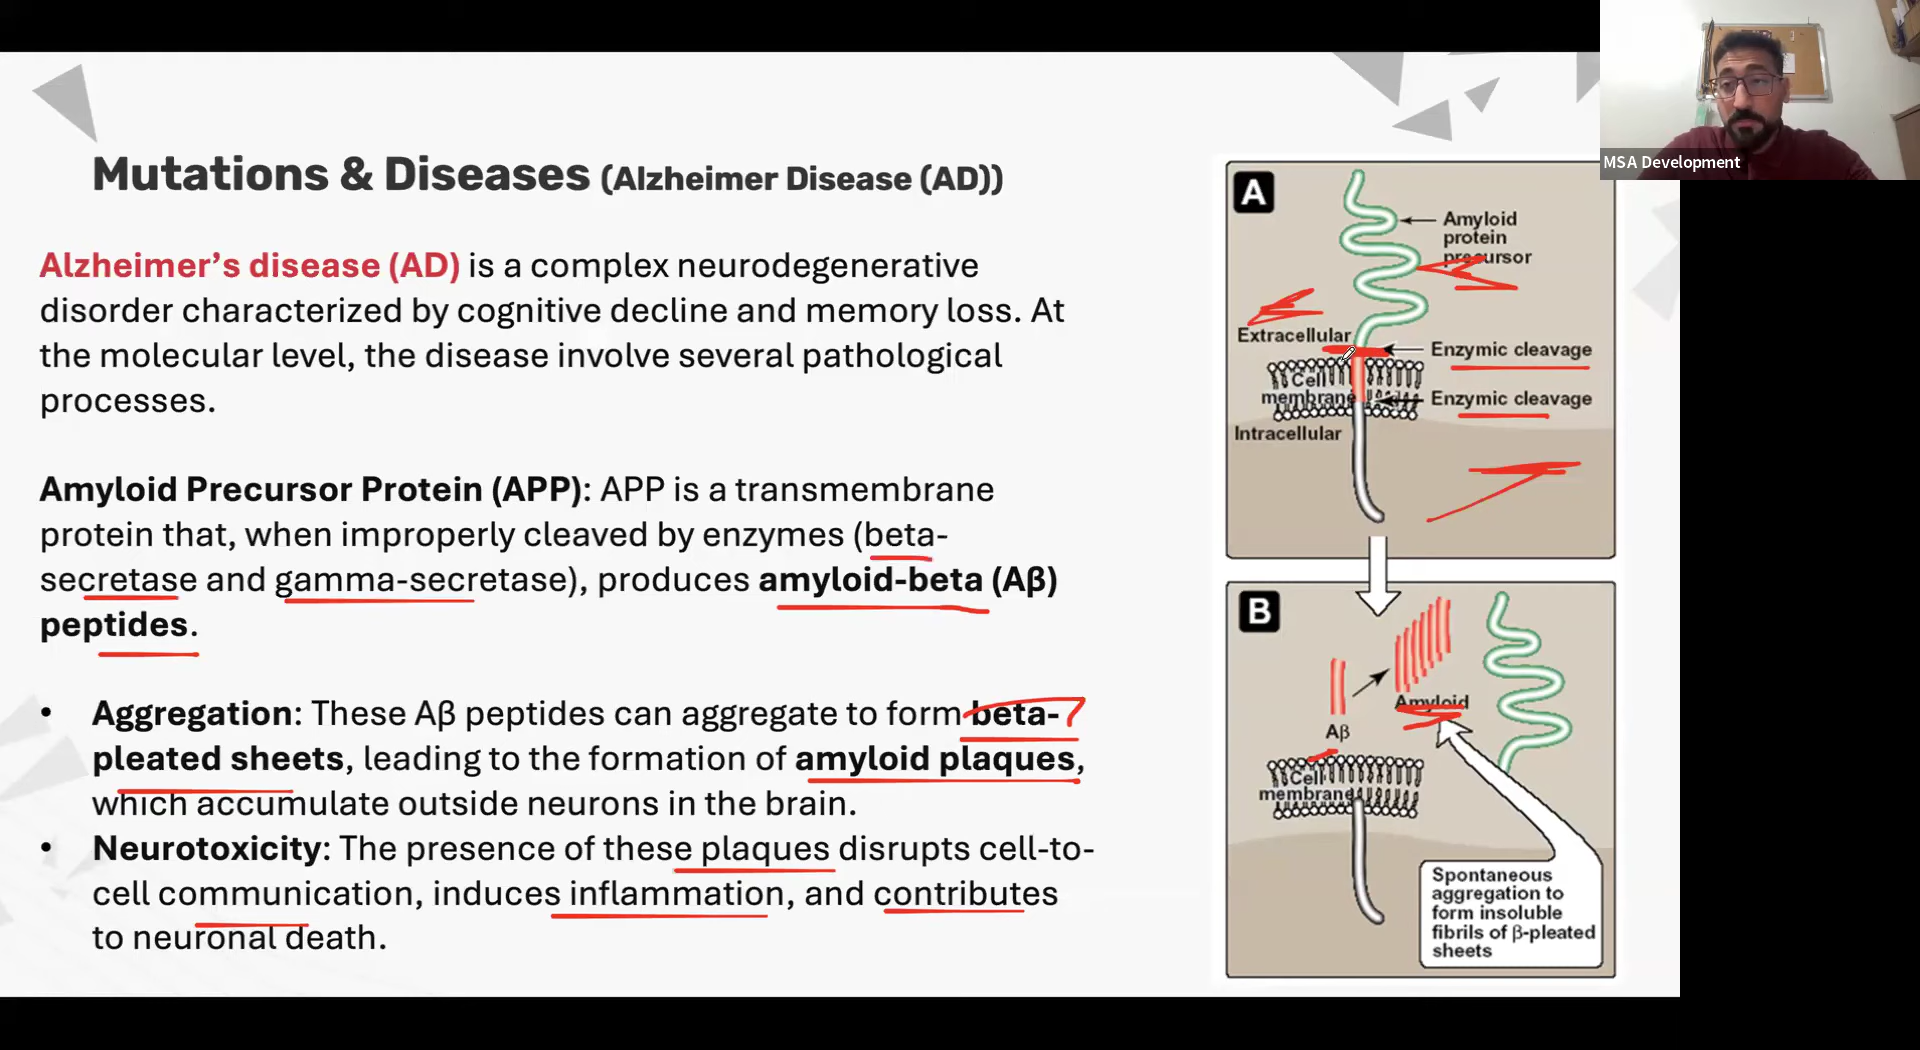 MSA Development
Mutations & Diseases (Alzheimer Disease (AD))
Alzheimer’s disease (AD) is a complex neurodegenerative
disorder characterized by cognitive decline and memory loss. At
the molecular level, the disease involve several pathological
processes.
Amyloid Precursor Protein (APP): APP is a transmembrane
protein that, when improperly cleaved by enzymes (beta-
secretase and gamma-secretase), produces amyloid-beta (Aβ)
peptides.
• Aggregation: These Aβ peptides can aggregate to form beta-
pleated sheets, leading to the formation of amyloid plaques,
which accumulate outside neurons in the brain.
• Neurotoxicity: The presence of these plaques disrupts cell-to-
cell communication, induces inflammation, and contributes
to neuronal death.
A
Amyloid
protein
precursor
Extracellular
Enzymic cleavage
Cell
membrane
Enzymic cleavage
Intracellular
B
Amyloid
Aβ
Cell
membrane
Spontaneous
aggregation to
form insoluble
fibrils of β-pleated
sheets